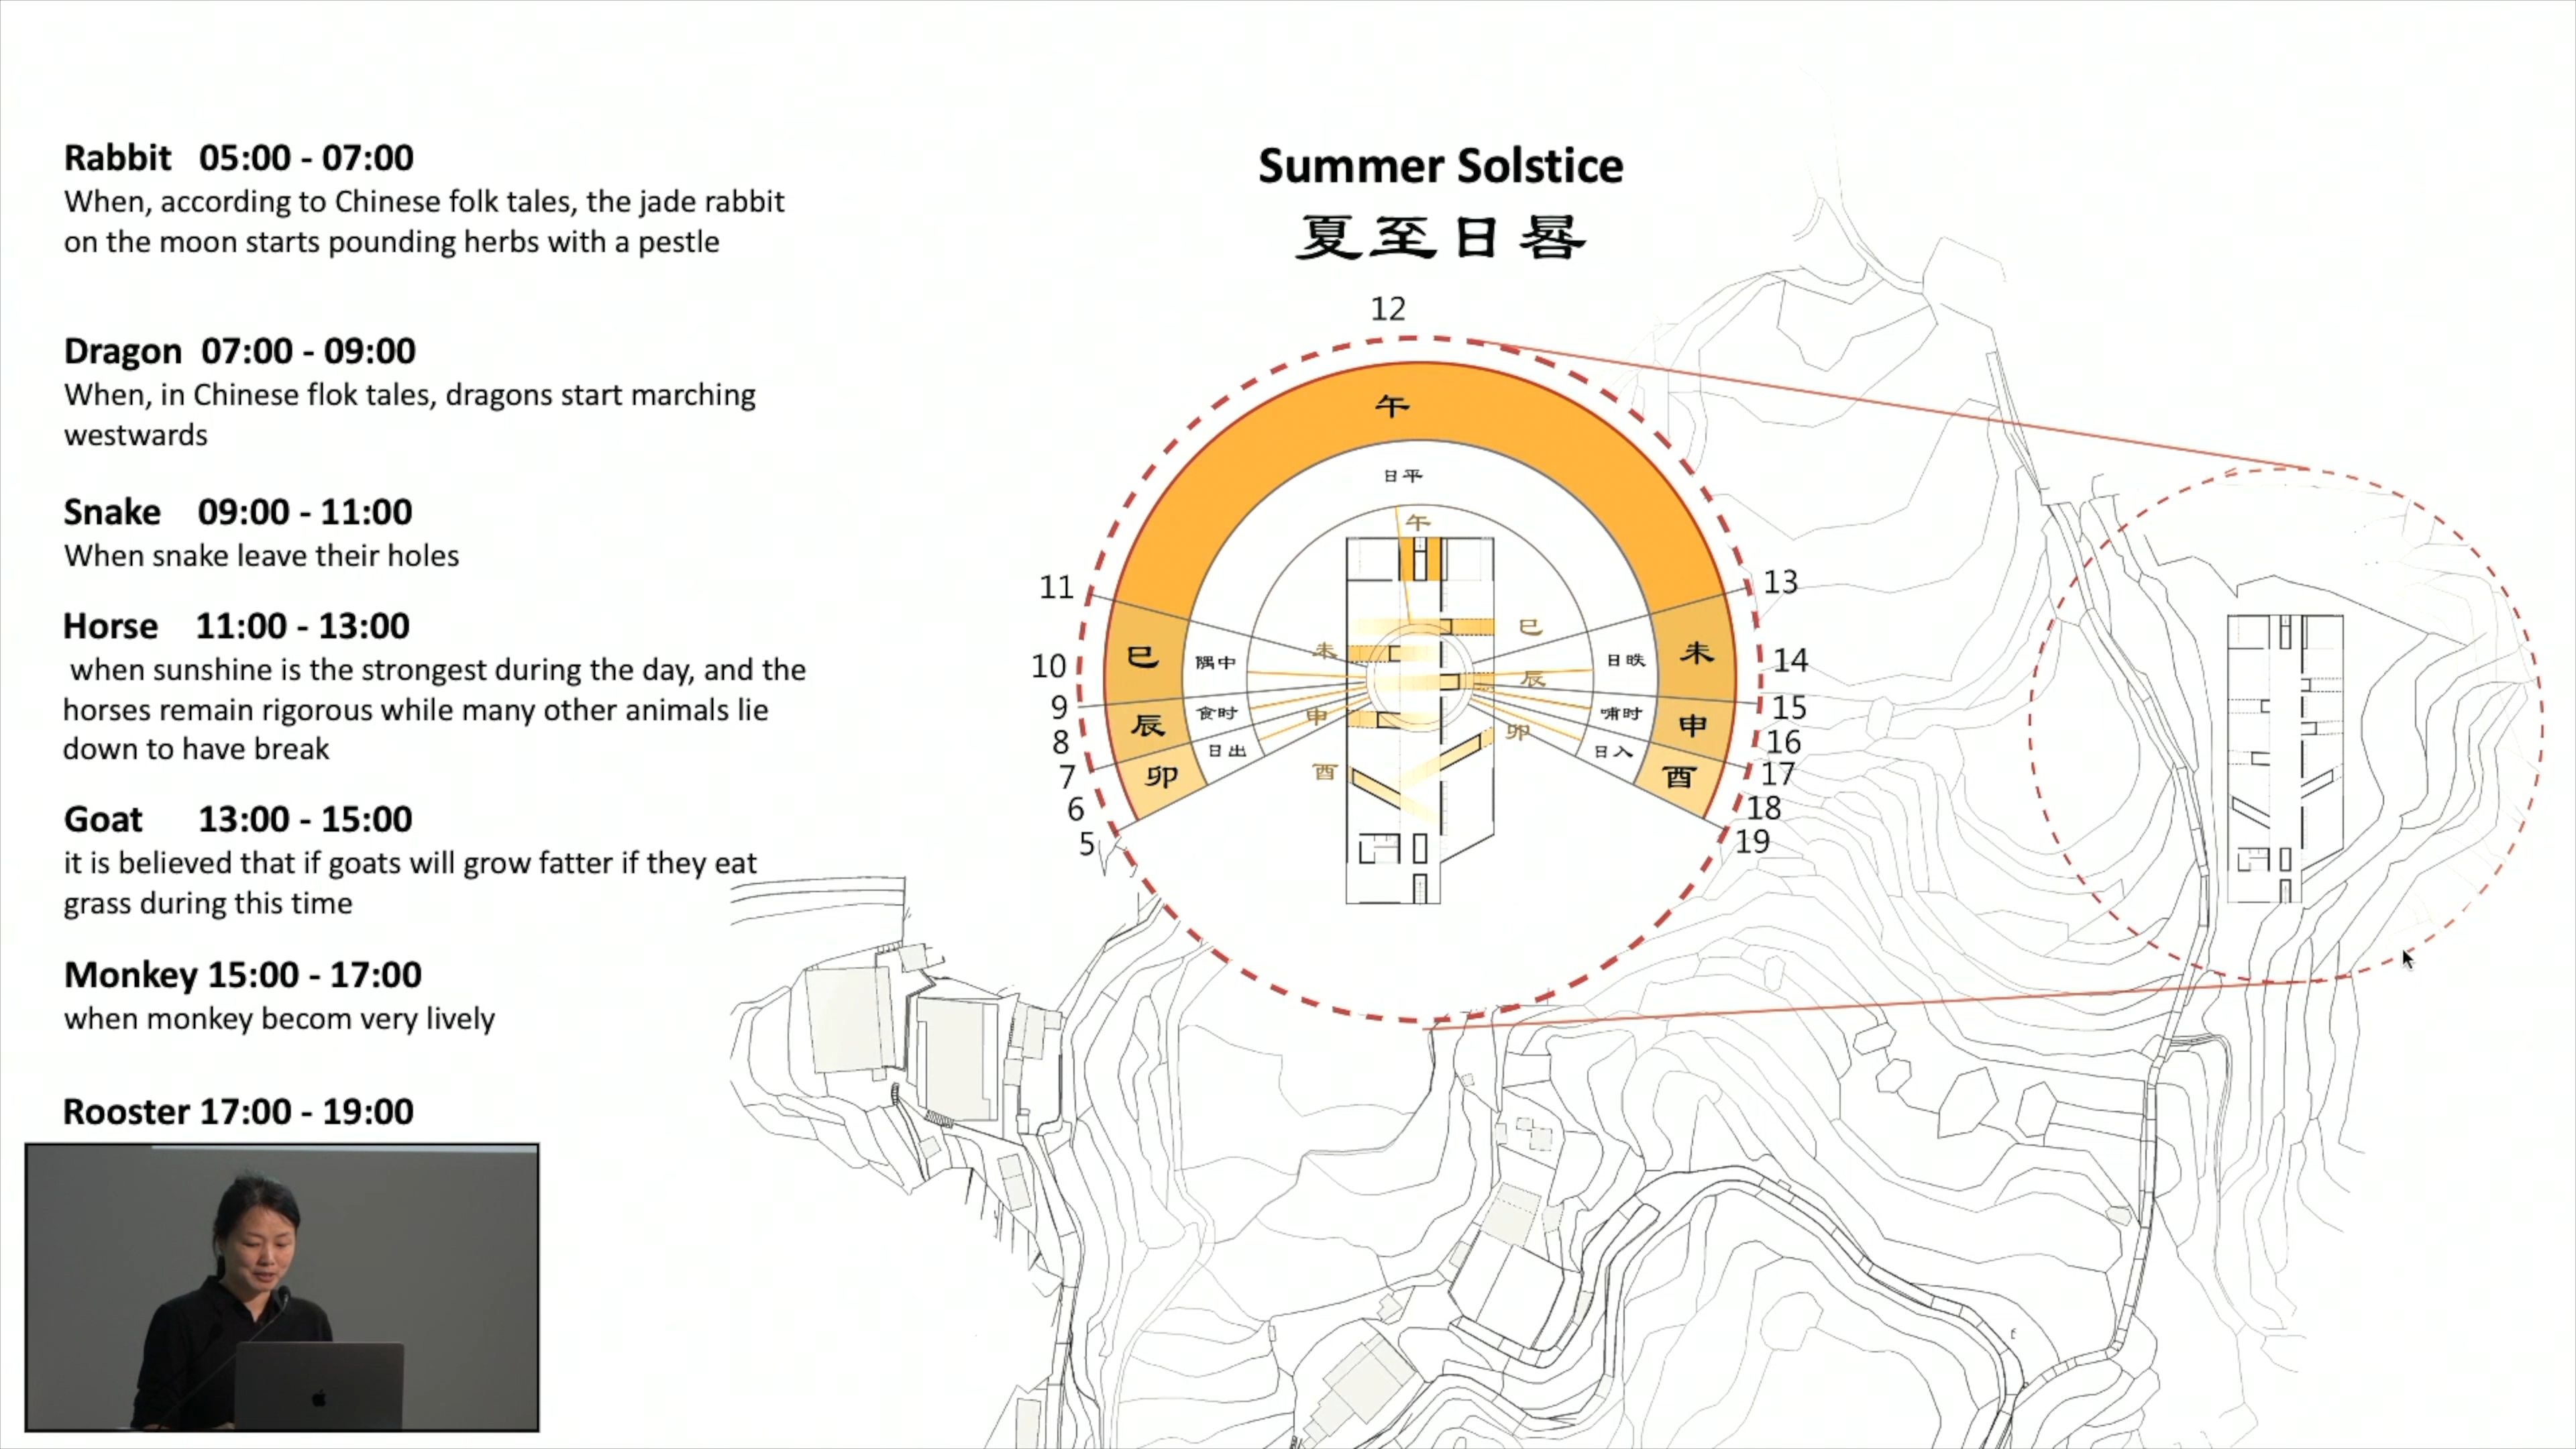 Rabbit 05:00 - 07:00
When, according to Chinese folk tales, the jade rabbit
on the moon starts pounding herbs with a pestle
Dragon 07:00 - 09:00
When, in Chinese flok tales, dragons start marching
westwards
Snake 09:00 - 11:00
When snake leave their holes
Horse 11:00 - 13:00
when sunshine is the strongest during the day, and the
horses remain rigorous while many other animals lie
down to have break
Goat 13:00 - 15:00
it is believed that if goats will grow fatter if they eat
grass during this time
Monkey 15:00 - 17:00
when monkey becom very lively
Rooster 17:00 - 19:00
Summer Solstice
夏至日晷
12
11
10
9
8
7
6
5
13
14
15
16
17
18
19
午
巳
辰
卯
未
申
酉
日平
隅中
食时
日出
日昳
哺时
日入
午
未
申
酉
巳
辰
卯